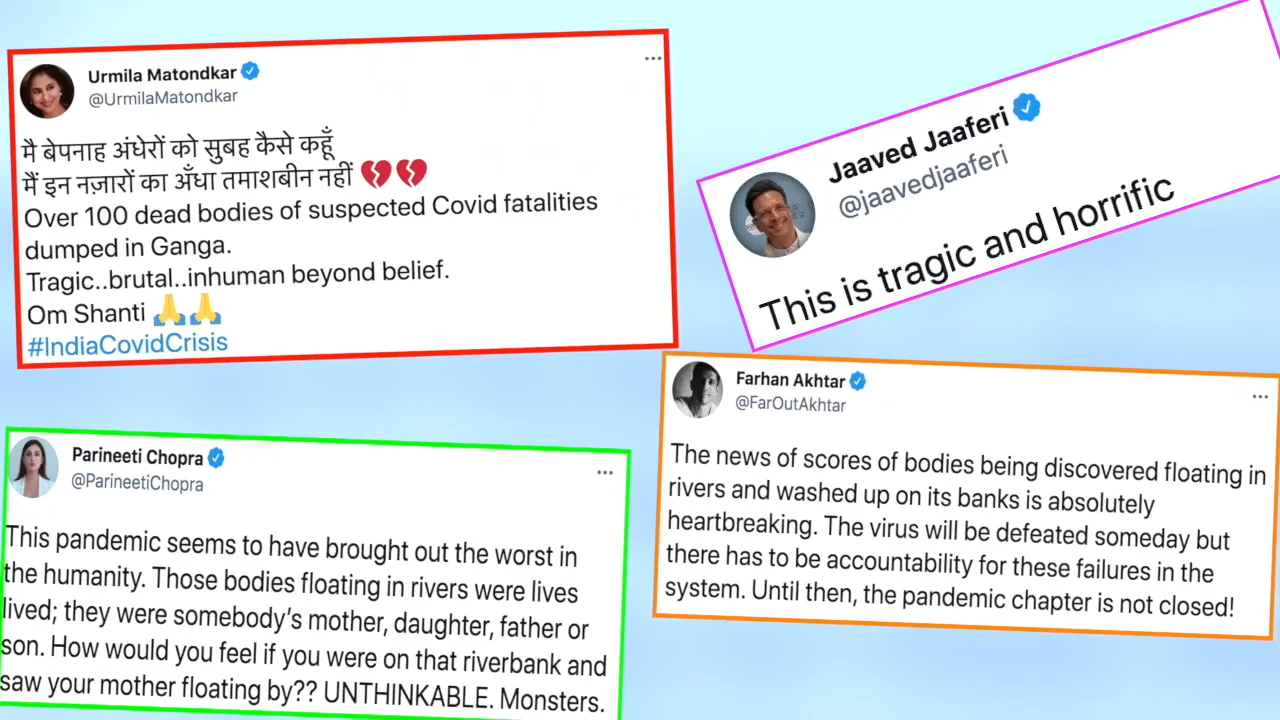 Urmila Matondkar
@UrmilaMatondkar
मै बेपनाह अंधेरों को सुबह कैसे कहूँ
मैं इन नज़ारों का अँधा तमाशबीन नहीं 💔💔
Over 100 dead bodies of suspected Covid fatalities
dumped in Ganga.
Tragic..brutal..inhuman beyond belief.
Om Shanti 🙏🙏
#IndiaCovidCrisis
Jaaved Jaaferi
@jaavedjaaferi
This is tragic and horrific
Parineeti Chopra
@ParineetiChopra
This pandemic seems to have brought out the worst in
the humanity. Those bodies floating in rivers were lives
lived; they were somebody's mother, daughter, father or
son. How would you feel if you were on that riverbank and
saw your mother floating by?? UNTHINKABLE. Monsters.
Farhan Akhtar
@FarOutAkhtar
The news of scores of bodies being discovered floating in
rivers and washed up on its banks is absolutely
heartbreaking. The virus will be defeated someday but
there has to be accountability for these failures in the
system. Until then, the pandemic chapter is not closed!